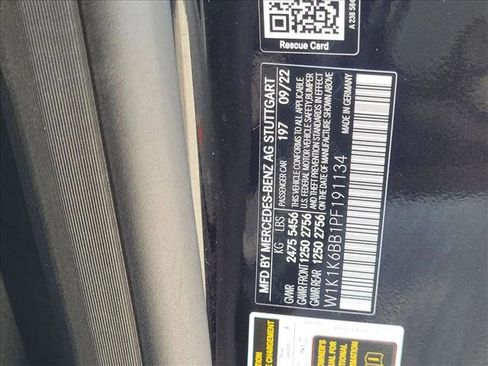 Rescue Card
A 238 584
MFD BY MERCEDES-BENZ AG STUTTGART
PASSENGER CAR 197 09/22
KG LBS
GVWR 2475 5456
GAWR FRONT 1250 2756
GAWR REAR 1250 2756
THIS VEHICLE CONFORMS TO ALL APPLICABLE
U.S. FEDERAL MOTOR VEHICLE SAFETY, BUMPER
AND THEFT PREVENTION STANDARDS IN EFFECT
ON THE DATE OF MANUFACTURE SHOWN ABOVE
MADE IN GERMANY
W1K1K6BB1PF191134